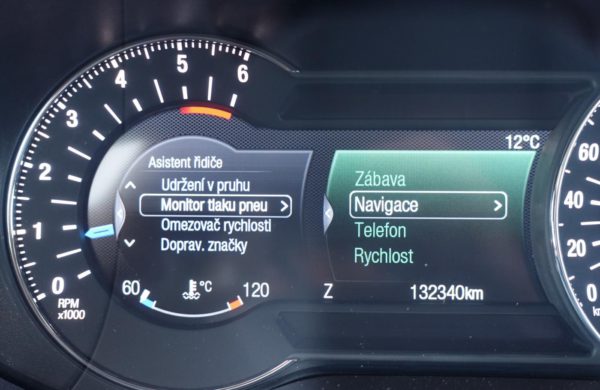 6
5
4
3
2
1
0
RPM
x1000
Asistent řidiče
Udržení v pruhu
Monitor tlaku pneu >
Omezovač rychlosti
Doprav. značky
60 °C 120
12°C
Zábava
Navigace >
Telefon
Rychlost
Z 132340km
60
40
20
0